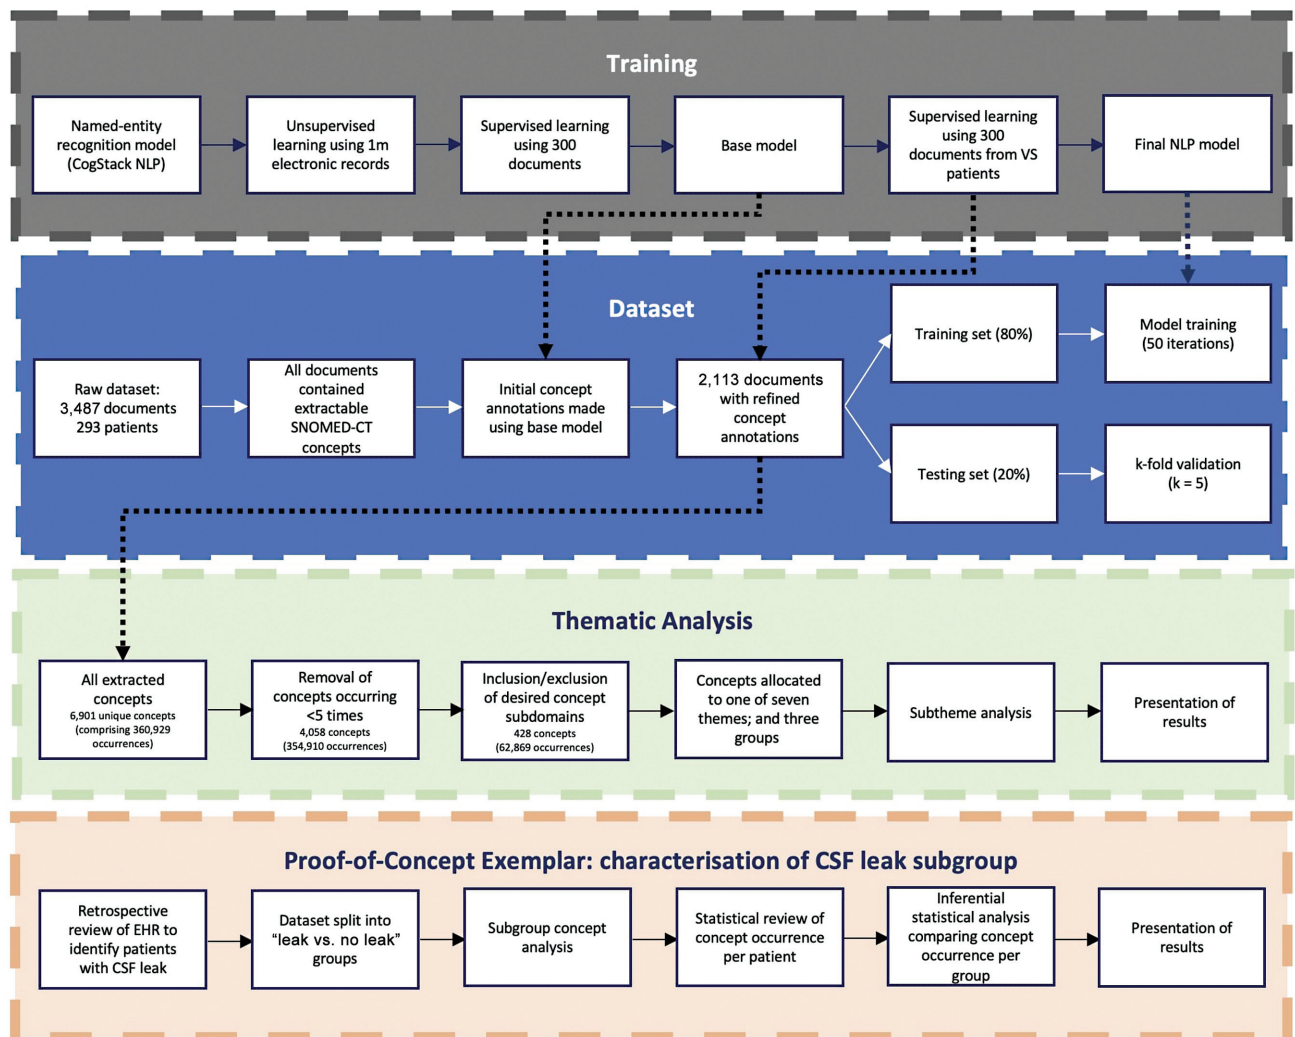 Training
Named-entity
recognition model
(CogStack NLP)
Unsupervised
learning using 1m
electronic records
Supervised learning
using 300
documents
Base model
Supervised learning
using 300
documents from VS
patients
Final NLP model
Dataset
Raw dataset:
3,487 documents
293 patients
All documents
contained
extractable
SNOMED-CT
concepts
Initial concept
annotations made
using base model
2,113 documents
with refined
concept
annotations
Training set (80%)
Model training
(50 iterations)
Testing set (20%)
k-fold validation
(k = 5)
Thematic Analysis
All extracted
concepts
6,901 unique concepts
(comprising 360,929
occurrences)
Removal of
concepts occurring
<5 times
4,058 concepts
(354,910 occurrences)
Inclusion/exclusion
of desired concept
subdomains
428 concepts
(62,869 occurrences)
Concepts allocated
to one of seven
themes; and three
groups
Subtheme analysis
Presentation of
results
Proof-of-Concept Exemplar: characterisation of CSF leak subgroup
Retrospective
review of EHR to
identify patients
with CSF leak
Dataset split into
“leak vs. no leak”
groups
Subgroup concept
analysis
Statistical review of
concept occurrence
per patient
Inferential
statistical analysis
comparing concept
occurrence per
group
Presentation of
results